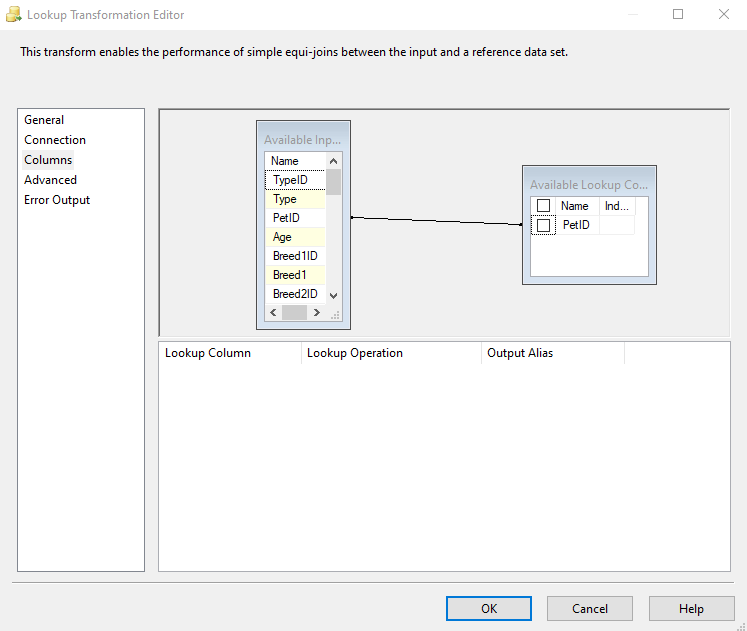 Lookup Transformation Editor
This transform enables the performance of simple equi-joins between the input and a reference data set.
General
Connection
Columns
Advanced
Error Output
Available Inp...
Name
TypeID
Type
PetID
Age
Breed1ID
Breed1
Breed2ID
Available Lookup Co...
Name Ind...
PetID
Lookup Column Lookup Operation Output Alias
OK Cancel Help